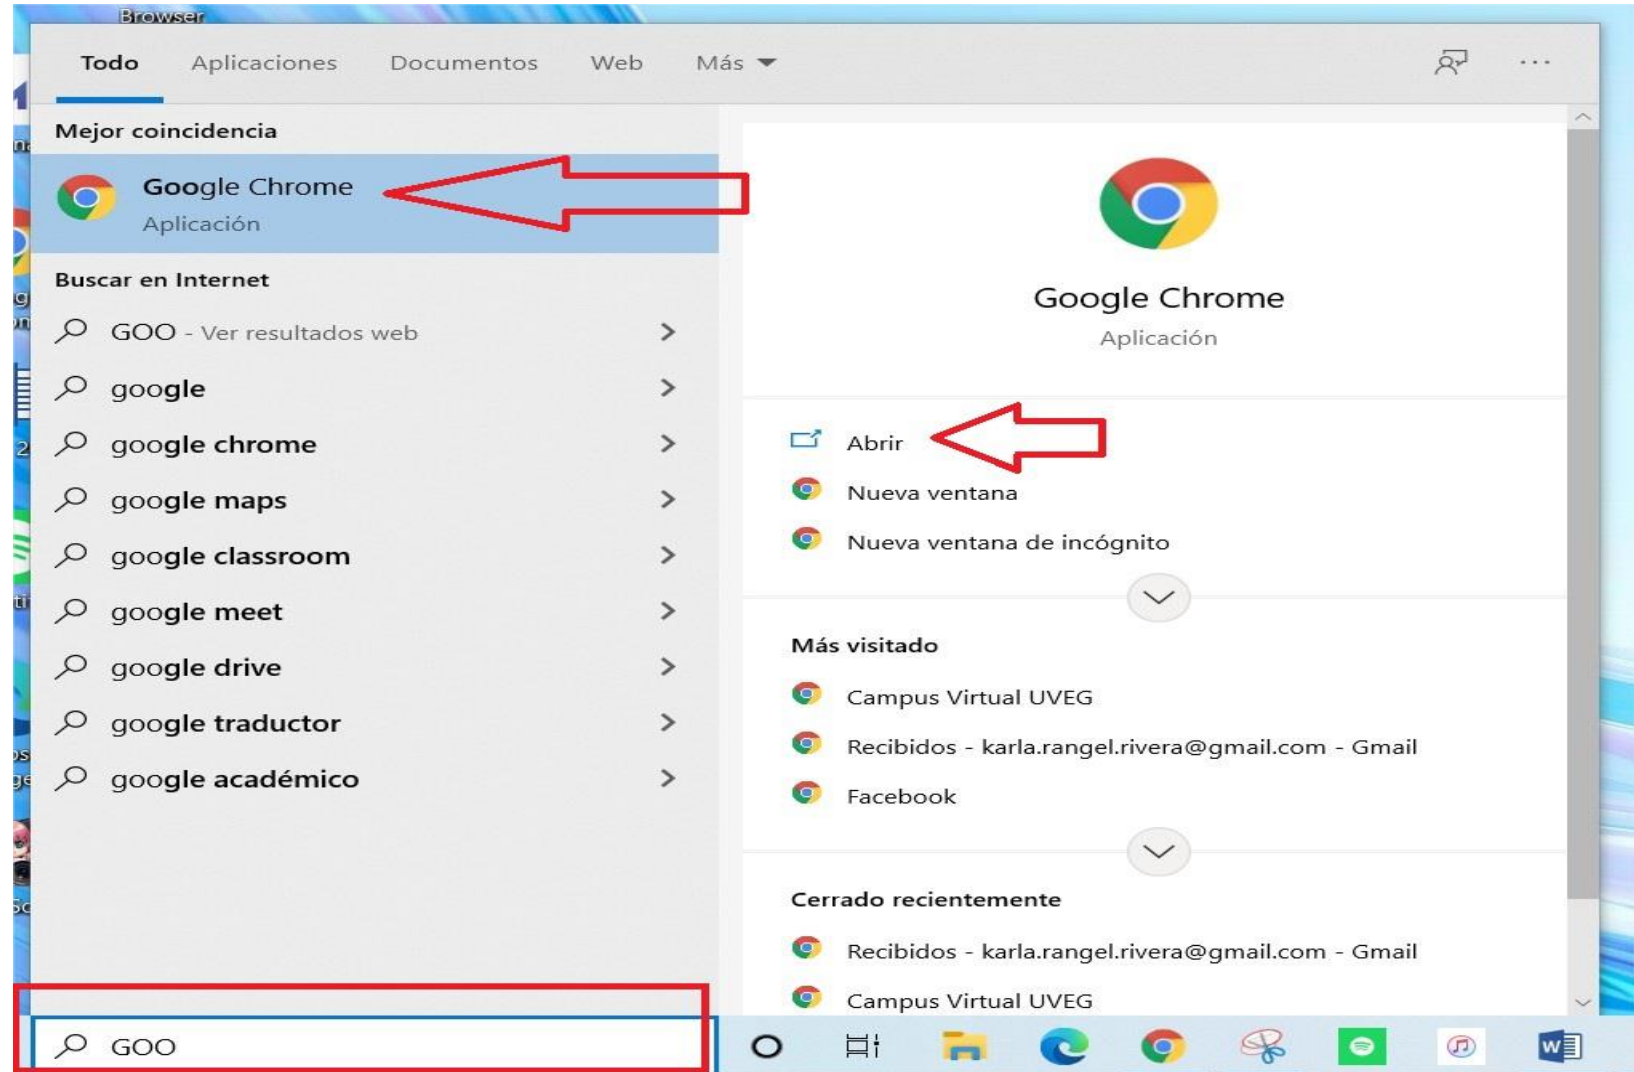 Browser
Todo Aplicaciones Documentos Web Más
Mejor coincidencia
Google Chrome
Aplicación
Buscar en Internet
GOO - Ver resultados web
google
google chrome
google maps
google classroom
google meet
google drive
google traductor
google académico
GOO
Google Chrome
Aplicación
Abrir
Nueva ventana
Nueva ventana de incógnito
Más visitado
Campus Virtual UVEG
Recibidos - karla.rangel.rivera@gmail.com - Gmail
Facebook
Cerrado recientemente
Recibidos - karla.rangel.rivera@gmail.com - Gmail
Campus Virtual UVEG